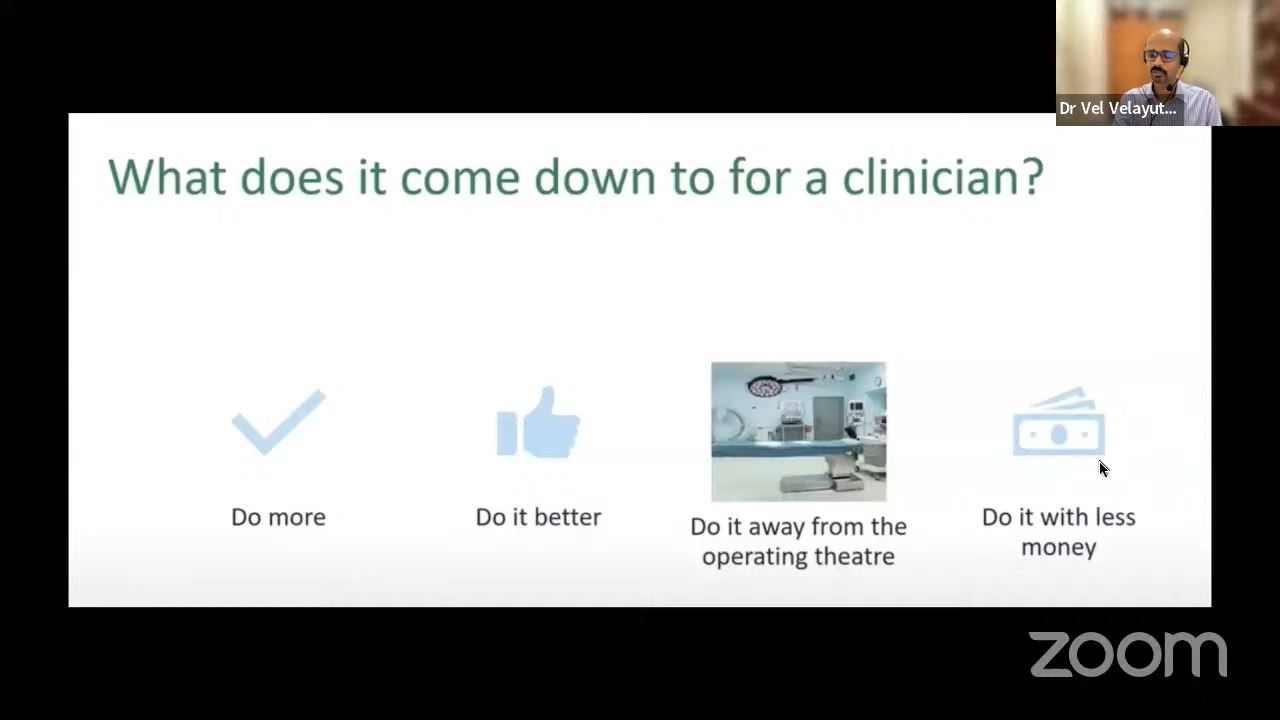 Dr Vel Velayut...
What does it come down to for a clinician?
Do more
Do it better
Do it away from the
operating theatre
Do it with less
money
zoom